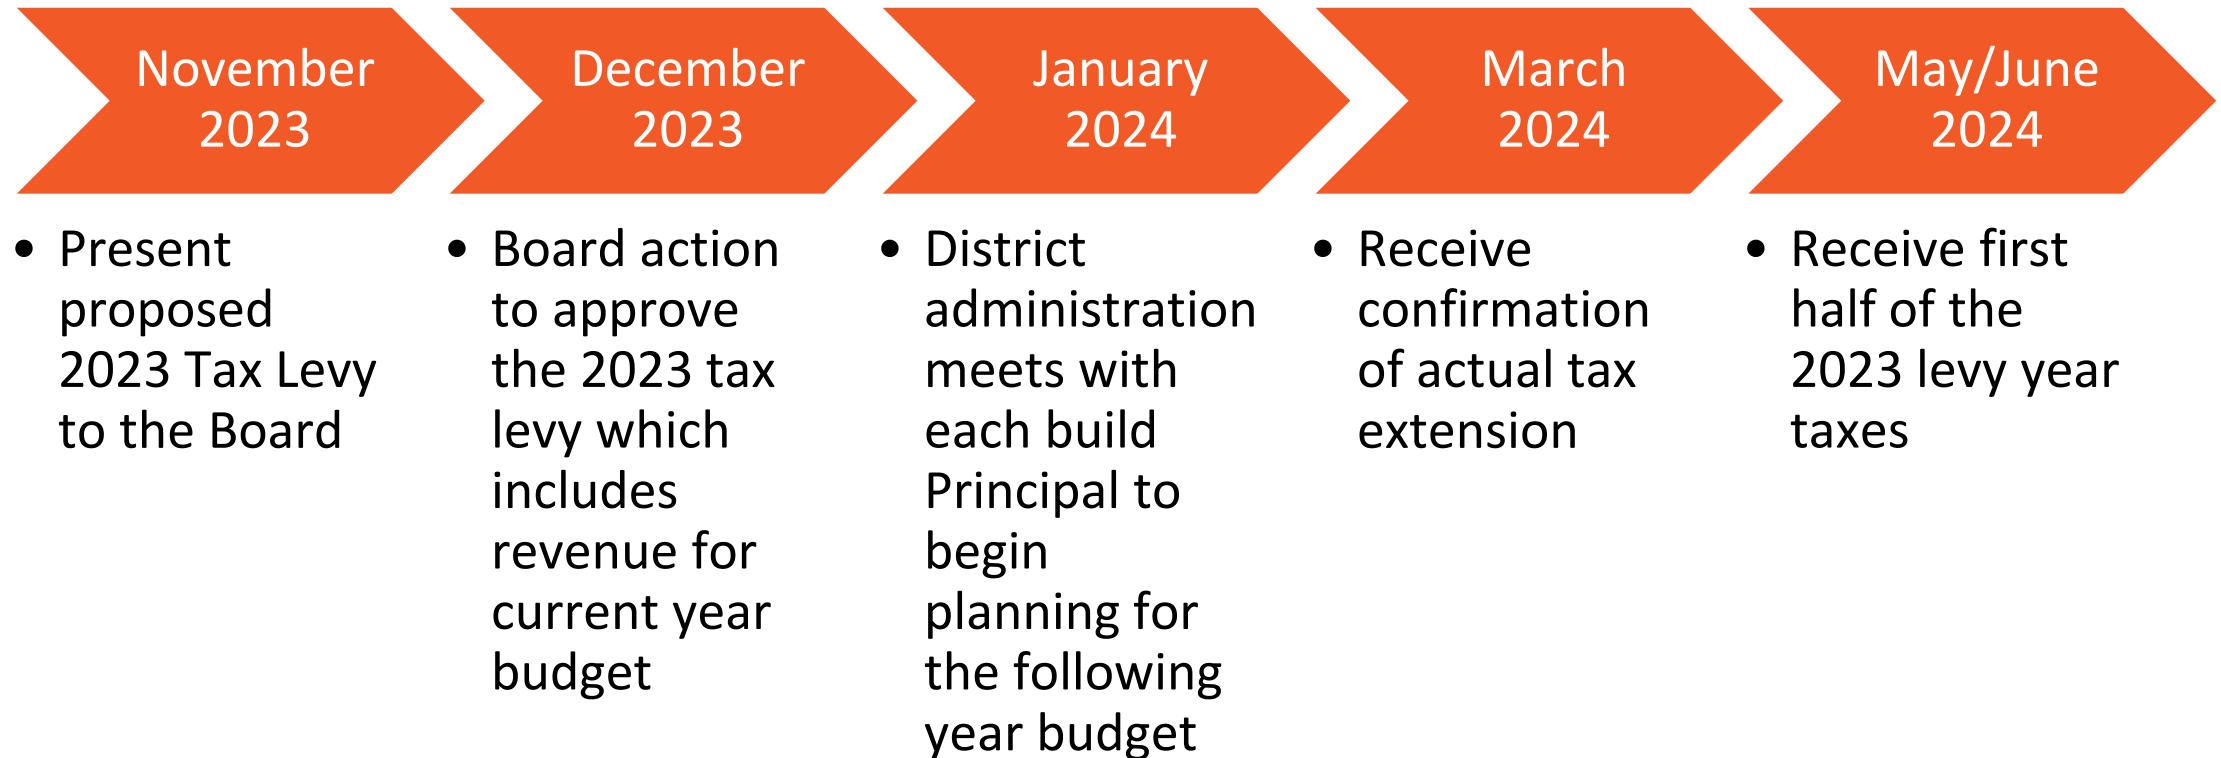 November
2023
• Present
proposed
2023 Tax Levy
to the Board
December
2023
• Board action
to approve
the 2023 tax
levy which
includes
revenue for
current year
budget
January
2024
• District
administration
meets with
each build
Principal to
begin
planning for
the following
year budget
March
2024
• Receive
confirmation
of actual tax
extension
May/June
2024
• Receive first
half of the
2023 levy year
taxes